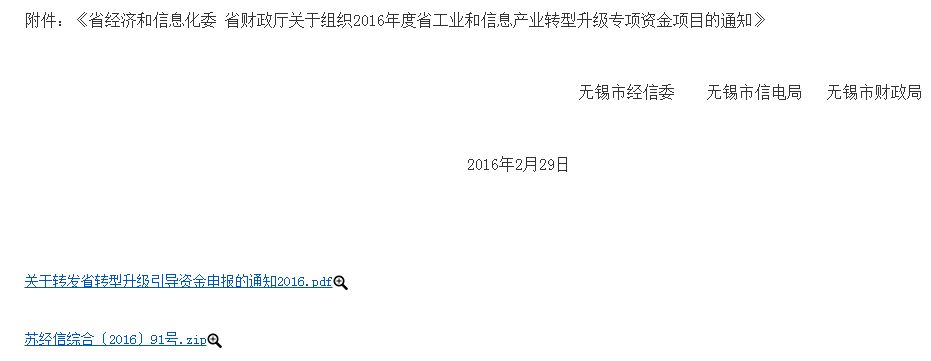 附件：《省经济和信息化委 省财政厅关于组织2016年度省工业和信息产业转型升级专项资金项目的通知》
无锡市经信委 无锡市信电局 无锡市财政局
2016年2月29日
关于转发省转型升级引导资金申报的通知2016.pdf
苏经信综合〔2016〕91号.zip